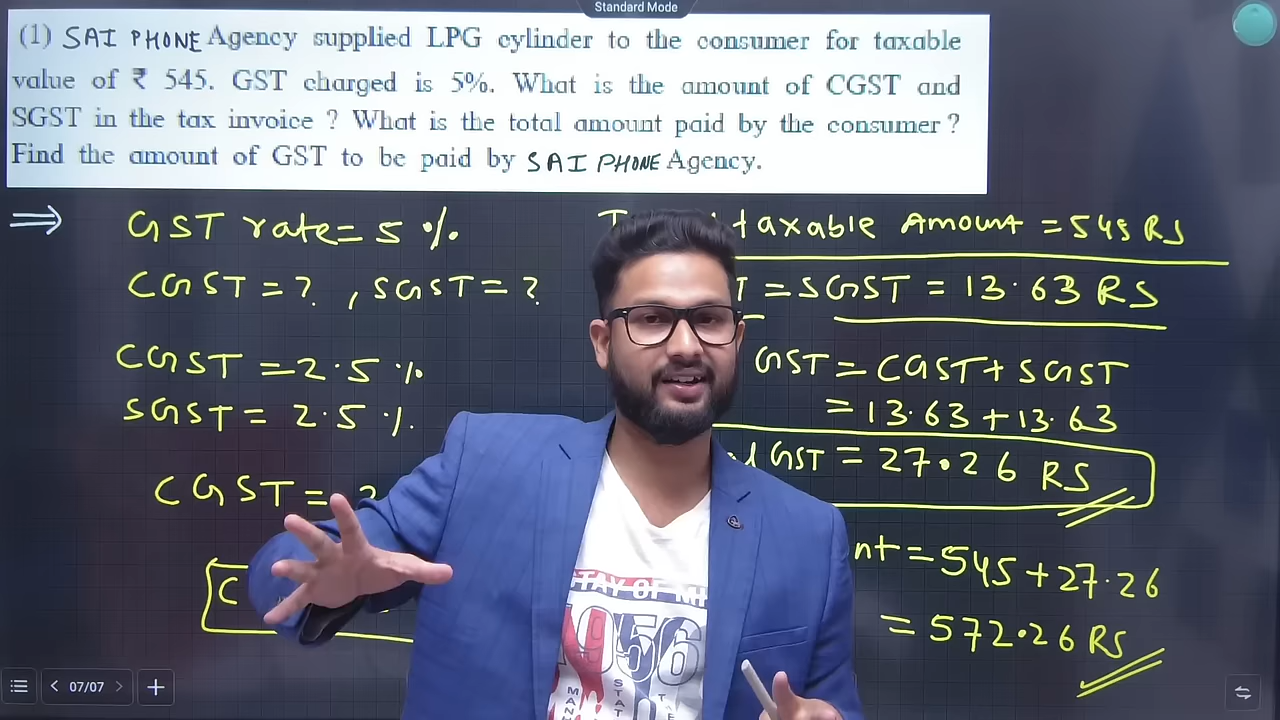 Standard Mode
(1) SAI PHONE Agency supplied LPG cylinder to the consumer for taxable
value of ₹ 545. GST charged is 5%. What is the amount of CGST and
SGST in the tax invoice ? What is the total amount paid by the consumer ?
Find the amount of GST to be paid by SAI PHONE Agency.
⇒ GST rate = 5 %
CGST = ? , SGST = ?
CGST = 2.5 %
SGST = 2.5 %.
CGST =
C
taxable Amount = 545 RS
T = SGST = 13.63 RS
GST = CGST + SGST
= 13.63 + 13.63
GST = 27.26 RS
nt = 545 + 27.26
= 572.26 RS
STAY OF
1956
07/07